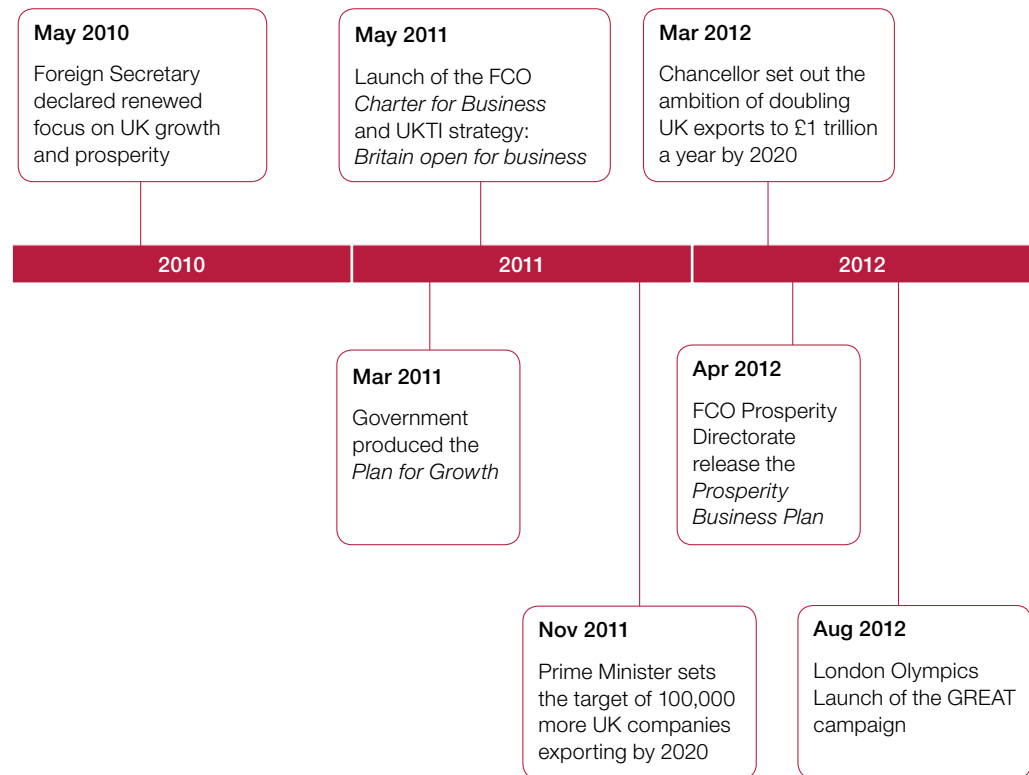 May 2010
Foreign Secretary
declared renewed
focus on UK growth
and prosperity
May 2011
Launch of the FCO
Charter for Business
and UKTI strategy:
Britain open for business
Mar 2012
Chancellor set out the
ambition of doubling
UK exports to £1 trillion
a year by 2020
2010
2011
2012
Mar 2011
Government
produced the
Plan for Growth
Apr 2012
FCO Prosperity
Directorate
release the
Prosperity
Business Plan
Nov 2011
Prime Minister sets
the target of 100,000
more UK companies
exporting by 2020
Aug 2012
London Olympics
Launch of the GREAT
campaign